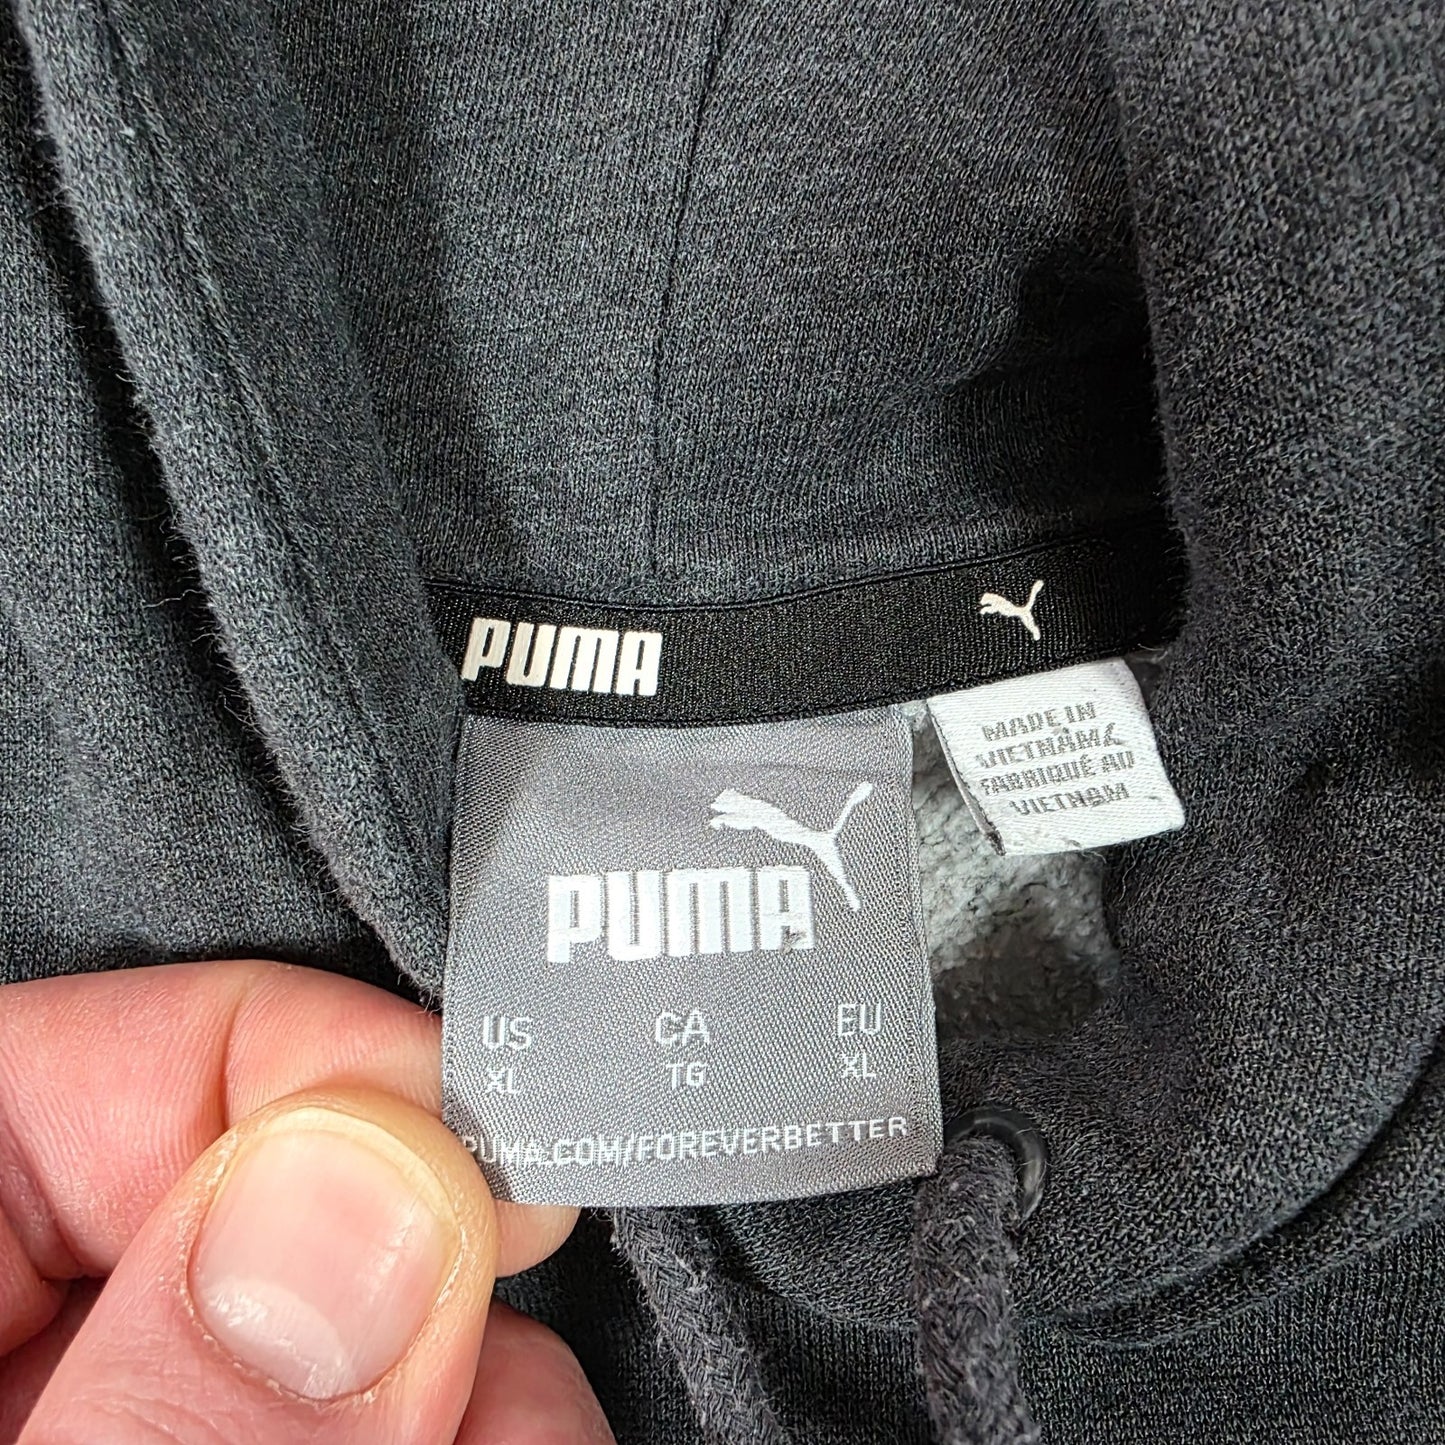 PUMA
MADE IN
VIETNAM/
FABRIQUÉ AU
VIETNAM
PUMA
US CA EU
XL TG XL
PUMA.COM/FOREVERBETTER